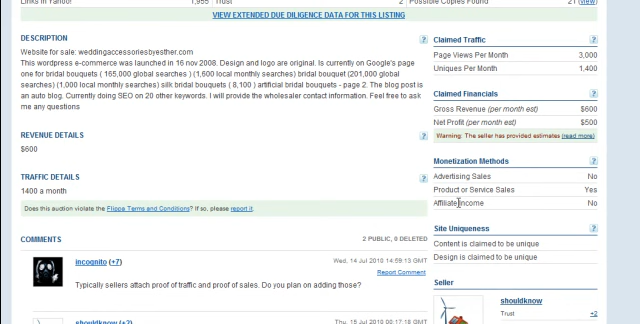 Links in Yahoo! 1,955 Trust 2 Possible Copies Found 21 (view)
VIEW EXTENDED DUE DILIGENCE DATA FOR THIS LISTING
DESCRIPTION ?
Website for sale: weddingaccessoriesbyesther.com
This wordpress e-commerce was launched in 16 nov 2008. Design and logo are original. Is currently on Google's page
one for bridal bouquets ( 165,000 global searches ) (1,600 local monthly searches) bridal bouquet (201,000 global
searches) (1,000 local monthly searches) silk bridal bouquets ( 8,100 ) artificial bridal bouquets - page 2. The blog post is
an auto blog. Currently doing SEO on 20 other keywords. I will provide the wholesaler contact information. Feel free to ask
me any questions
REVENUE DETAILS ?
$600
TRAFFIC DETAILS ?
1400 a month
Does this auction violate the Flippa Terms and Conditions? If so, please report it.
COMMENTS 2 PUBLIC, 0 DELETED
incognito (+7) Wed, 14 Jul 2010 14:59:13 GMT
Report Comment
Typically sellers attach proof of traffic and proof of sales. Do you plan on adding those?
shouldknow (+2) Thu, 15 Jul 2010 00:17:18 GMT
Claimed Traffic ?
Page Views Per Month 3,000
Uniques Per Month 1,400
Claimed Financials ?
Gross Revenue (per month est) $600
Net Profit (per month est) $500
Warning: The seller has provided estimates (read more)
Monetization Methods ?
Advertising Sales No
Product or Service Sales Yes
Affiliate Income No
Site Uniqueness ?
Content is claimed to be unique
Design is claimed to be unique
Seller
shouldknow
Trust +2